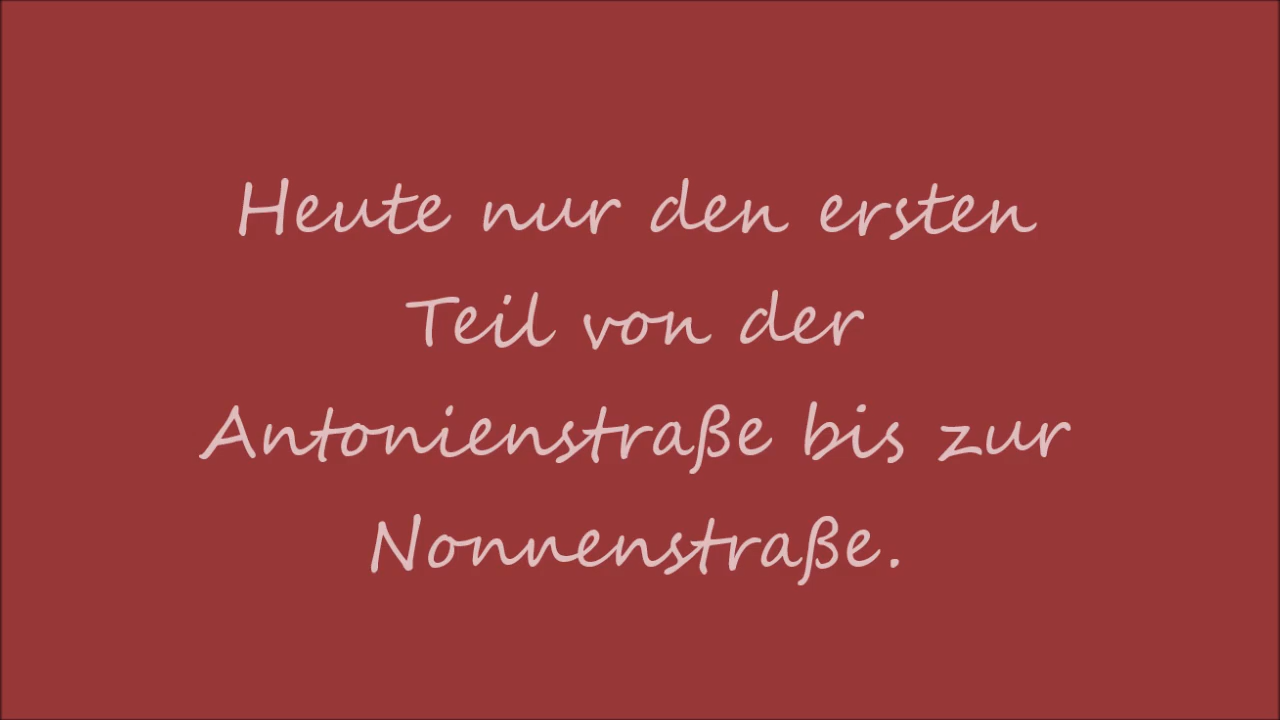 Heute nur den ersten
Teil von der
Antonienstraße bis zur
Nonnenstraße.